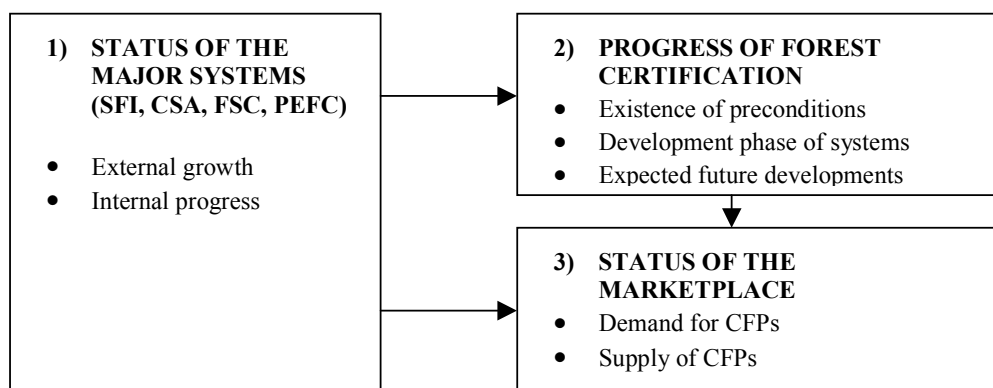 1) STATUS OF THE
MAJOR SYSTEMS
(SFI, CSA, FSC, PEFC)
• External growth
• Internal progress
2) PROGRESS OF FOREST
CERTIFICATION
• Existence of preconditions
• Development phase of systems
• Expected future developments
3) STATUS OF THE
MARKETPLACE
• Demand for CFPs
• Supply of CFPs